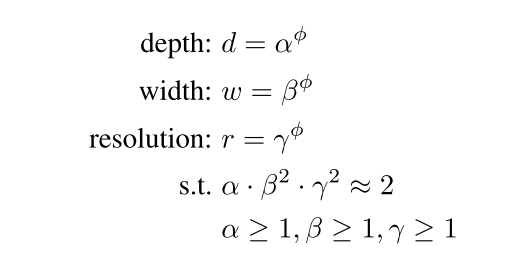 depth: d = α^ϕ
width: w = β^ϕ
resolution: r = γ^ϕ
s.t. α · β² · γ² ≈ 2
α ≥ 1, β ≥ 1, γ ≥ 1